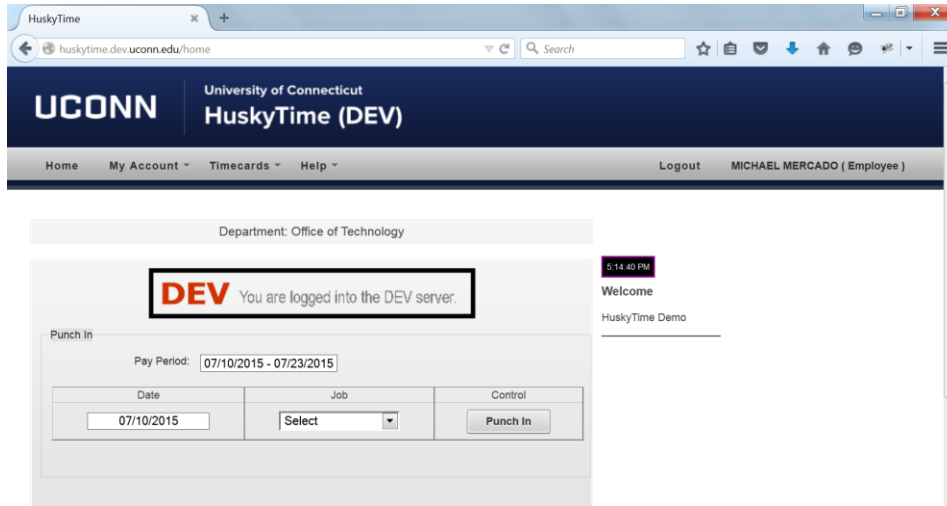 HuskyTime
huskytime.dev.uconn.edu/home
Search
UCONN
University of Connecticut
HuskyTime (DEV)
Home My Account Timecards Help Logout MICHAEL MERCADO ( Employee )
Department: Office of Technology
5:14:40 PM
DEV You are logged into the DEV server.
Welcome
HuskyTime Demo
Punch In
Pay Period: 07/10/2015 - 07/23/2015
Date Job Control
07/10/2015 Select Punch In